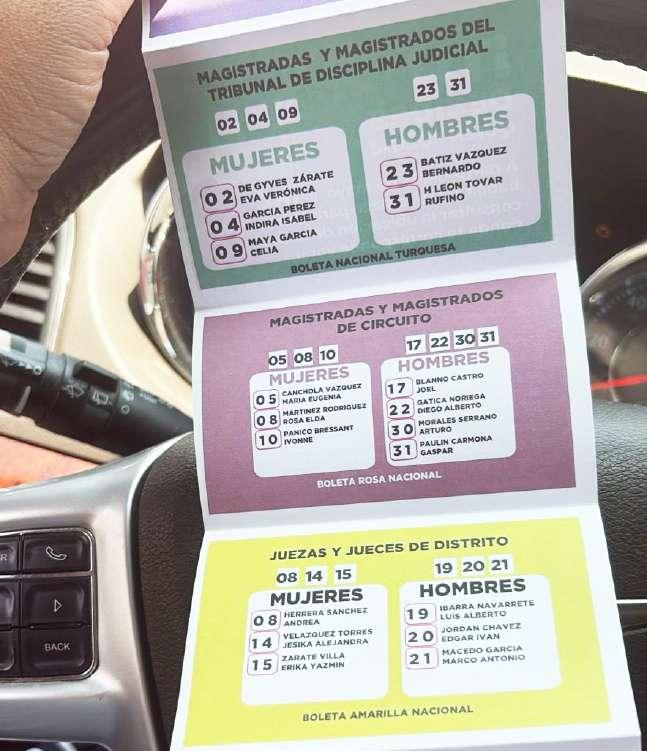 MAGISTRADAS Y MAGISTRADOS DEL
TRIBUNAL DE DISCIPLINA JUDICIAL
02 04 09
MUJERES
02 DE GYVES ZÁRATE
EVA VERÓNICA
04 GARCIA PEREZ
INDIRA ISABEL
09 MAYA GARCIA
CELIA
23 31
HOMBRES
23 BATIZ VAZQUEZ
BERNARDO
31 H LEON TOVAR
RUFINO
BOLETA NACIONAL TURQUESA
MAGISTRADAS Y MAGISTRADOS
DE CIRCUITO
05 08 10
MUJERES
05 CANCHOLA VAZQUEZ
MARIA EUGENIA
08 MARTINEZ RODRIGUEZ
ROSA ELDA
10 PANICO BRESSANT
IVONNE
17 22 30 31
HOMBRES
17 BLANNO CASTRO
JOEL
22 GATICA NORIEGA
DIEGO ALBERTO
30 MORALES SERRANO
ARTURO
31 PAULIN CARMONA
GASPAR
BOLETA ROSA NACIONAL
JUEZAS Y JUECES DE DISTRITO
08 14 15
MUJERES
08 HERRERA SANCHEZ
ANDREA
14 VELAZQUEZ TORRES
JESIKA ALEJANDRA
15 ZARATE VILLA
ERIKA YAZMIN
19 20 21
HOMBRES
19 IBARRA NAVARRETE
LUIS ALBERTO
20 JORDAN CHAVEZ
EDGAR IVAN
21 MACEDO GARCIA
MARCO ANTONIO
BOLETA AMARILLA NACIONAL
BACK